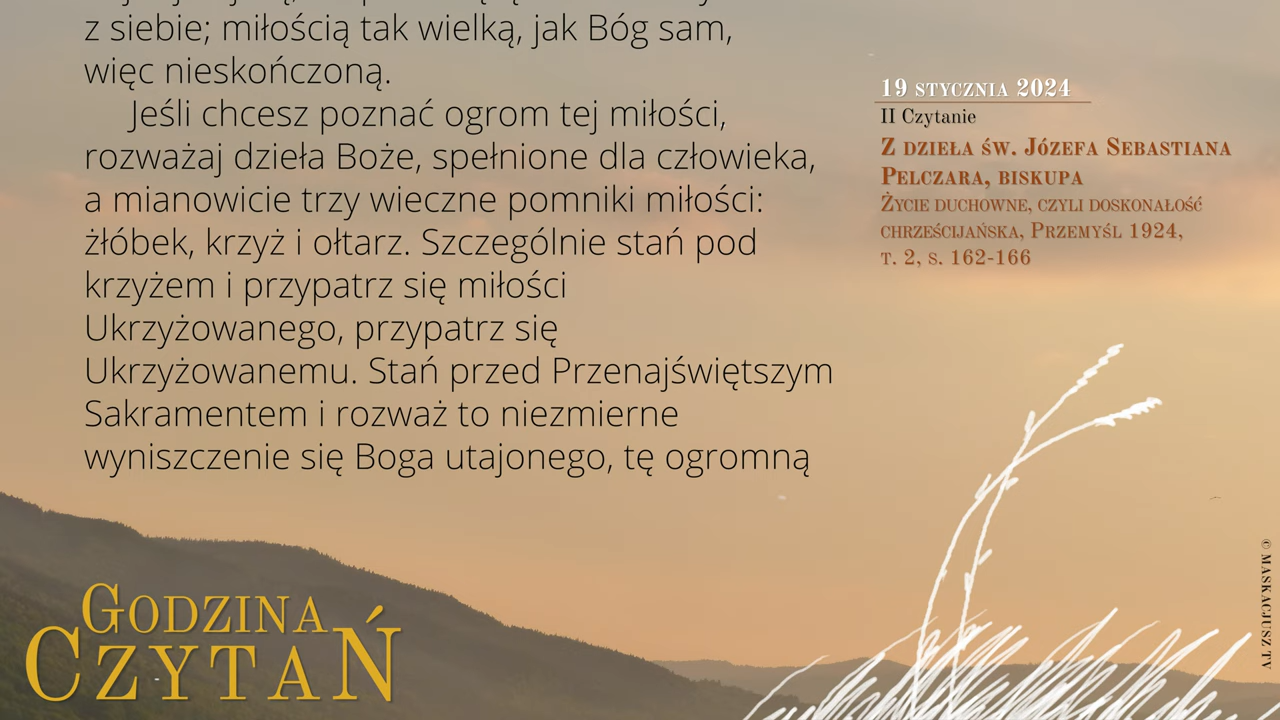 z siebie; miłością tak wielką, jak Bóg sam,
więc nieskończoną.
Jeśli chcesz poznać ogrom tej miłości,
rozważaj dzieła Boże, spełnione dla człowieka,
a mianowicie trzy wieczne pomniki miłości:
żłóbek, krzyż i ołtarz. Szczególnie stań pod
krzyżem i przypatrz się miłości
Ukrzyżowanego, przypatrz się
Ukrzyżowanemu. Stań przed Przenajświętszym
Sakramentem i rozważ to niezmierne
wyniszczenie się Boga utajonego, tę ogromną
19 STYCZNIA 2024
II Czytanie
Z DZIEŁA ŚW. JÓZEFA SEBASTIANA
PELCZARA, BISKUPA
ŻYCIE DUCHOWNE, CZYLI DOSKONAŁOŚĆ
CHRZEŚCIJAŃSKA, PRZEMYŚL 1924,
T. 2, S. 162-166
GODZINA
CZYTAŃ
© MASKACJUSZ TV